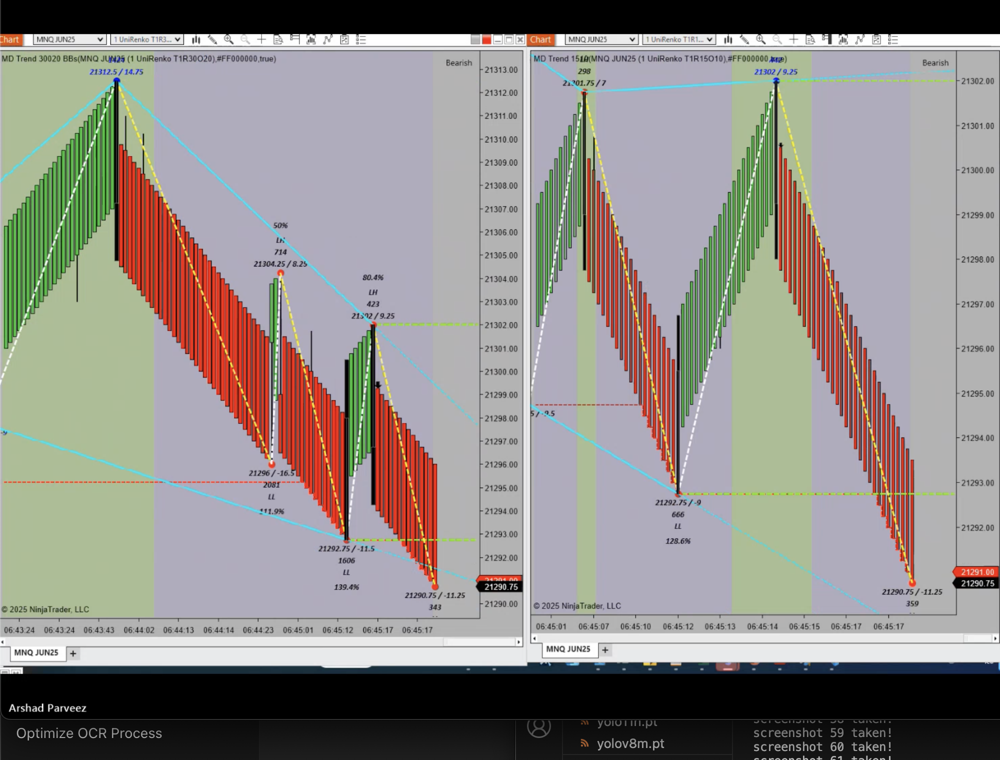 Chart
MNQ JUN25
1 UniRenko T1R3...
Chart
MNQ JUN25
1 UniRenko T1R1...
MD Trend 30020 BBs(MNQ JUN25 (1 UniRenko T1R30O20),#FF000000,true)
Bearish
21312.5 / 14.75
50%
LH
714
21304.25 / 8.25
80.4%
LH
423
21302 / 9.25
21296 / -16.5
2081
LL
111.9%
21292.75 / -11.5
1606
LL
139.4%
21290.75 / -11.25
343
21313.00
21312.00
21311.00
21310.00
21309.00
21308.00
21307.00
21306.00
21305.00
21304.00
21303.00
21302.00
21301.00
21300.00
21299.00
21298.00
21297.00
21296.00
21295.00
21294.00
21293.00
21292.00
21291.00
21290.75
21290.00
© 2025 NinjaTrader, LLC
06:43:24
06:43:24
06:43:43
06:44:02
06:44:13
06:44:14
06:44:23
06:45:01
06:45:12
06:45:17
06:45:17
MNQ JUN25
+
(MNQ JUN25 (1 UniRenko T1R15O10),#FF000000,true)
Bearish
298
21301.75 / 7
21302 / 9.25
5 / -9.5
21292.75 / -9
666
LL
128.6%
21290.75 / -11.25
359
21302.00
21301.00
21300.00
21299.00
21298.00
21297.00
21296.00
21295.00
21294.00
21293.00
21292.00
21291.00
21290.75
© 2025 NinjaTrader, LLC
06:45:01
06:45:07
06:45:10
06:45:12
06:45:14
06:45:15
06:45:17
06:45:17
MNQ JUN25
+
Arshad Parveez
Optimize OCR Process
yolo11n.pt
yolov8m.pt
screenshot 59 taken!
screenshot 60 taken!
screenshot 61 taken!